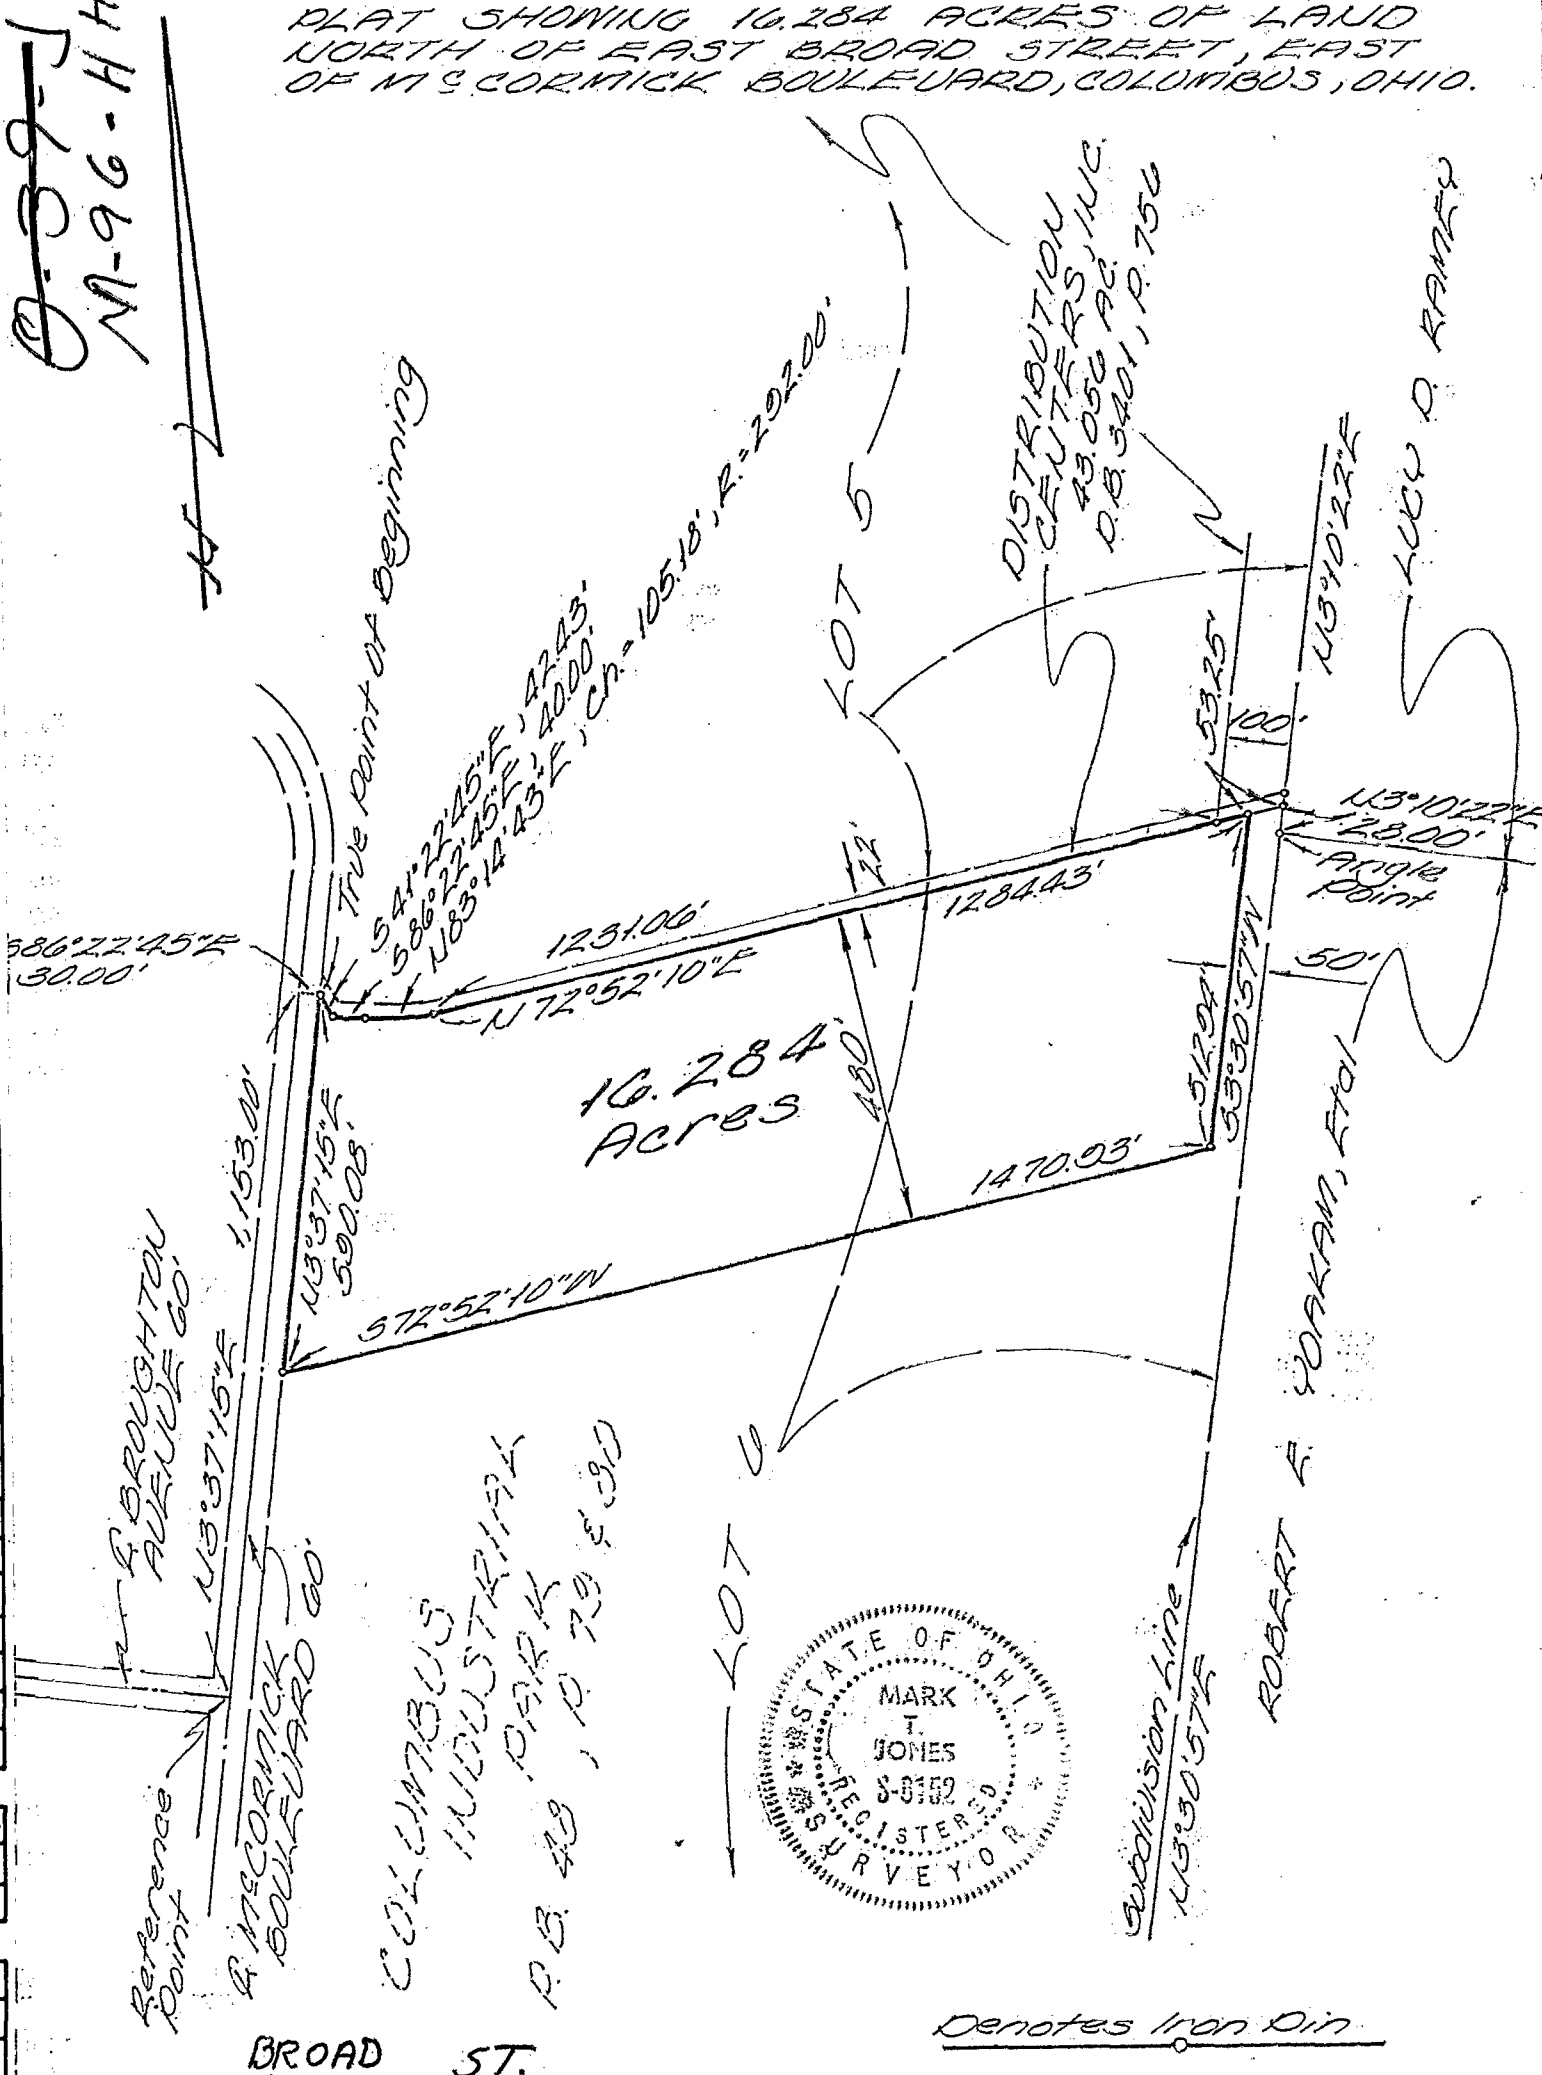 PLAT SHOWING 16.284 ACRES OF LAND
NORTH OF EAST BROAD STREET, EAST
OF McCORMICK BOULEVARD, COLUMBUS, OHIO.
M-96-H
N
True Point of Beginning
S41°22'45"E, 42.43'
S86°22'45"E, 40.00'
N83°14'43"E, Ch.=105.18', R.=292.00'
LOT 5
DISTRIBUTION
CENTERS, INC.
43.056 AC.
D.B. 3401, P. 756
LUCY D. RAMEY
N3°10'22"E
53.25'
100'
N3°10'22"E
128.00'
Angle
Point
S86°22'45"E
30.00'
1231.06'
N72°52'10"E
22'
1284.43'
50'
16.284
Acres
480'
512.94'
S3°30'57"W
1,153.00'
N3°37'15"E
590.08'
1470.93'
S72°52'10"W
₵ BROUGHTON
AVENUE 60'
N3°37'15"E
ROBERT E. YOAKAM, Etal
LOT 6
COLUMBUS
INDUSTRIAL
PARK
P.B. 43, P. 79 & 80
₵ McCORMICK
BOULEVARD 60'
Reference
Point
STATE OF OHIO
MARK
T.
JONES
S-8152
REGISTERED
SURVEYOR
Subdivision Line
N3°30'57"E
BROAD ST.
Denotes Iron Pin